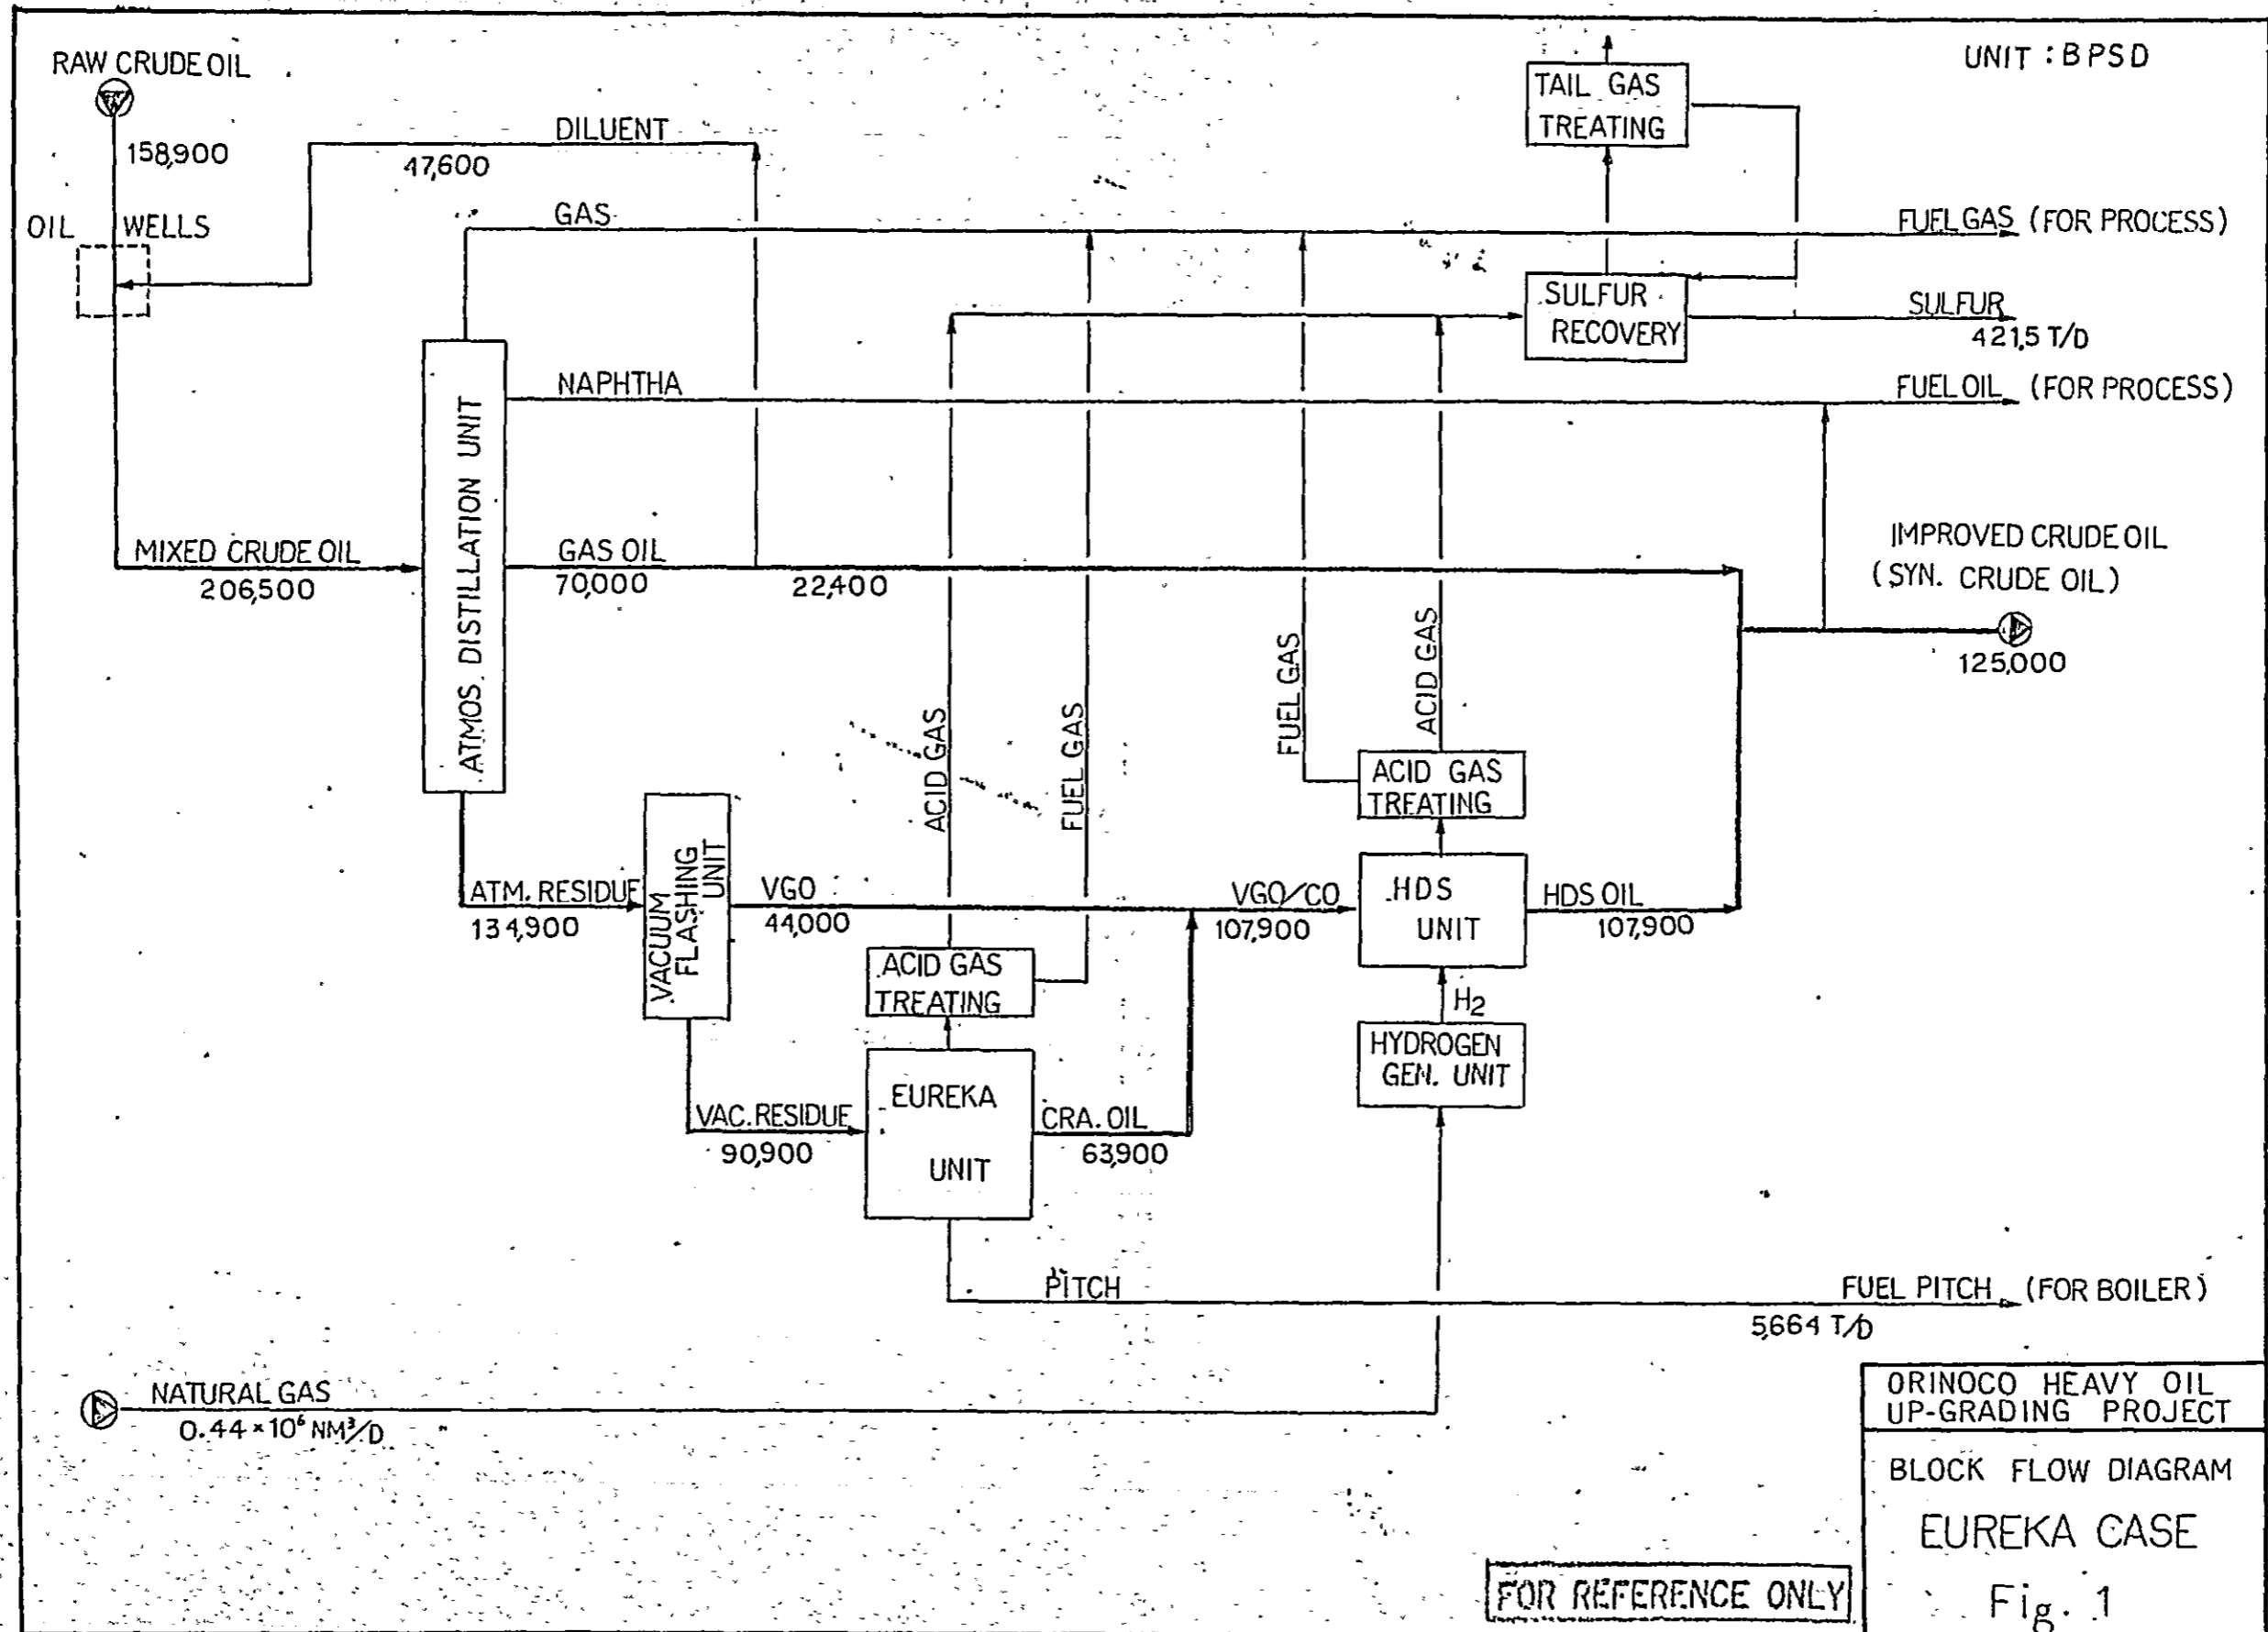 UNIT : BPSD
RAW CRUDE OIL
158,900
DILUENT
47,600
OIL WELLS
GAS
TAIL GAS
TREATING
FUEL GAS (FOR PROCESS)
SULFUR
RECOVERY
SULFUR
421,5 T/D
NAPHTHA
FUEL OIL (FOR PROCESS)
ATMOS. DISTILLATION UNIT
MIXED CRUDE OIL
206,500
GAS OIL
70,000
22,400
IMPROVED CRUDE OIL
(SYN. CRUDE OIL)
125,000
ACID GAS
FUEL GAS
FUEL GAS
ACID GAS
ACID GAS
TREATING
ATM. RESIDUE
134,900
VACUUM
FLASHING
UNIT
VGO
44,000
VGO/CO
107,900
HDS
UNIT
HDS OIL
107,900
ACID GAS
TREATING
H2
HYDROGEN
GEN. UNIT
VAC. RESIDUE
90,900
EUREKA
UNIT
CRA. OIL
63,900
PITCH
FUEL PITCH (FOR BOILER)
5,664 T/D
NATURAL GAS
0.44×10⁶ NM³/D
ORINOCO HEAVY OIL
UP-GRADING PROJECT
BLOCK FLOW DIAGRAM
EUREKA CASE
Fig. 1
FOR REFERENCE ONLY